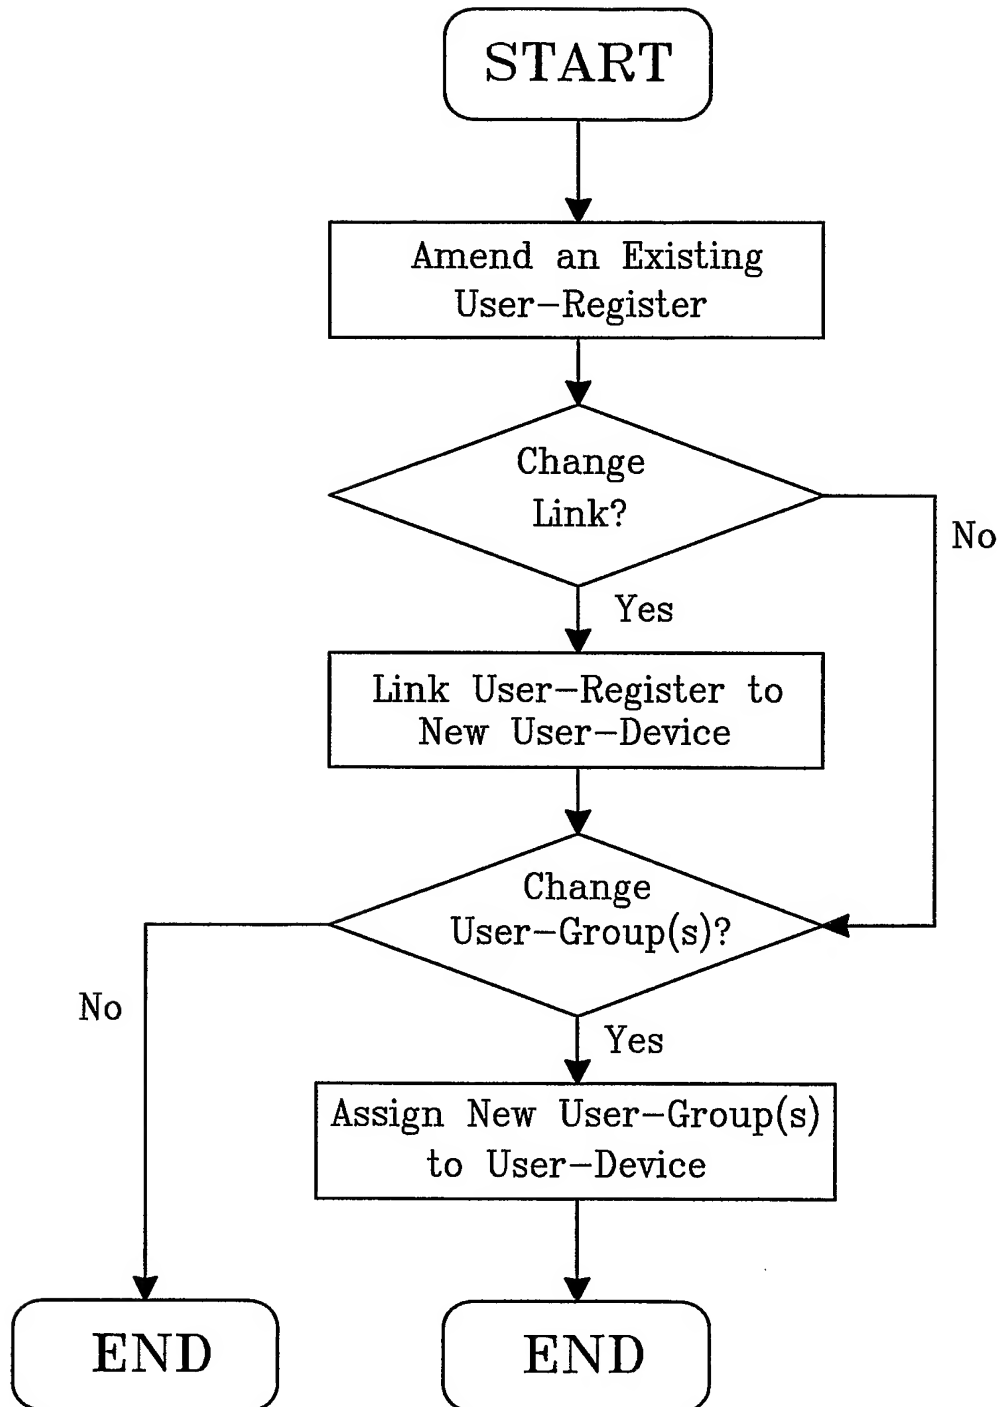 START
Amend an Existing
User-Register
Change
Link?
No
Yes
Link User-Register to
New User-Device
Change
User-Group(s)?
No
Yes
Assign New User-Group(s)
to User-Device
END
END